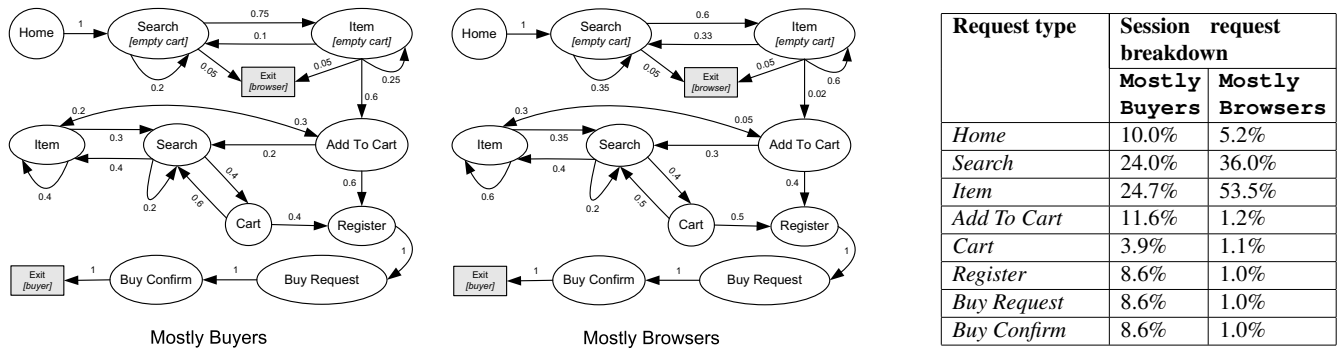 Home
1
Search
[empty cart]
0.75
0.1
Item
[empty cart]
0.2
0.05
Exit
[browser]
0.05
0.25
0.6
0.2
0.3
Item
0.3
0.4
Search
0.2
Add To Cart
0.4
0.2
0.4
0.6
0.6
Cart
0.4
Register
1
Exit
[buyer]
1
Buy Confirm
1
Buy Request
Mostly Buyers
Home
1
Search
[empty cart]
0.6
0.33
Item
[empty cart]
0.35
0.05
Exit
[browser]
0.05
0.6
0.02
0.3
0.05
Item
0.35
0.4
Search
0.3
Add To Cart
0.6
0.2
0.4
0.5
0.4
Cart
0.5
Register
1
Exit
[buyer]
1
Buy Confirm
1
Buy Request
Mostly Browsers
Request type Session request
breakdown
Mostly Mostly
Buyers Browsers
Home 10.0% 5.2%
Search 24.0% 36.0%
Item 24.7% 53.5%
Add To Cart 11.6% 1.2%
Cart 3.9% 1.1%
Register 8.6% 1.0%
Buy Request 8.6% 1.0%
Buy Confirm 8.6% 1.0%